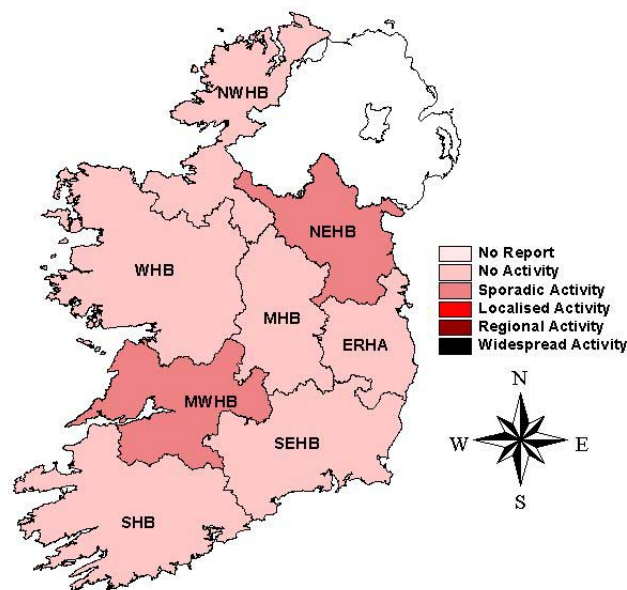 NWHB
NEHB
WHB
MHB
ERHA
MWHB
SEHB
SHB
No Report
No Activity
Sporadic Activity
Localised Activity
Regional Activity
Widespread Activity
N
W E
S